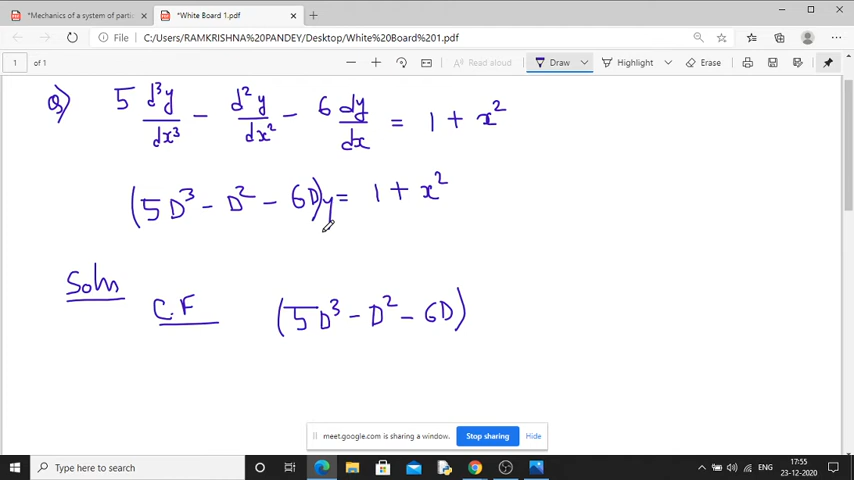 *Mechanics of a system of parti
*White Board 1.pdf
File C:/Users/RAMKRISHNA%20PANDEY/Desktop/White%20Board%201.pdf
1 of 1
Read aloud
Draw
Highlight
Erase
Q) 5 d³y/dx³ − d²y/dx² − 6 dy/dx = 1 + x²
(5D³ − D² − 6D)y = 1 + x²
Soln
C.F (5D³ − D² − 6D)
meet.google.com is sharing a window.
Stop sharing
Hide
Type here to search
ENG
17:55
23-12-2020